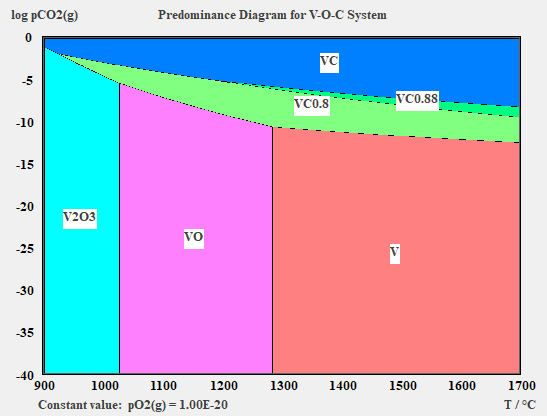 log pCO2(g) Predominance Diagram for V-O-C System
0
VC
-5
VC0.8 VC0.88
-10
-15
-20
V2O3
VO
-25
V
-30
-35
-40
900 1000 1100 1200 1300 1400 1500 1600 1700
Constant value: pO2(g) = 1.00E-20 T / °C